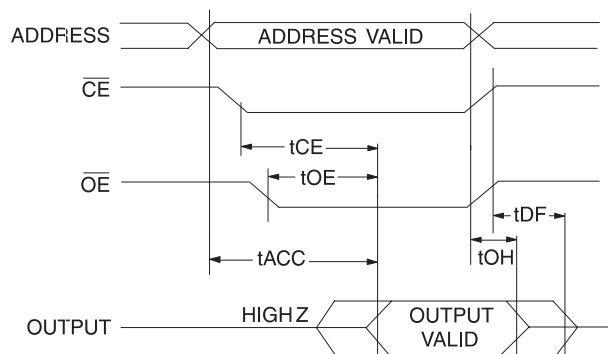 ADDRESS
ADDRESS VALID
CE
tCE
OE
tOE
tDF
tACC
tOH
OUTPUT
HIGH Z
OUTPUT
VALID